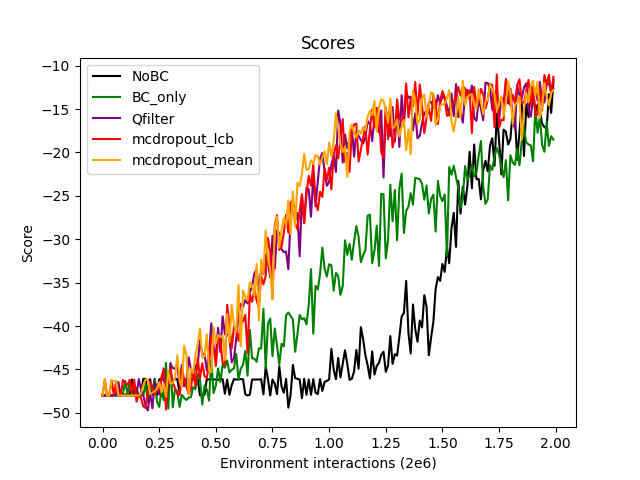 Scores
−10
−15
−20
−25
−30
−35
−40
−45
−50
Score
NoBC
BC_only
Qfilter
mcdropout_lcb
mcdropout_mean
0.00 0.25 0.50 0.75 1.00 1.25 1.50 1.75 2.00
Environment interactions (2e6)